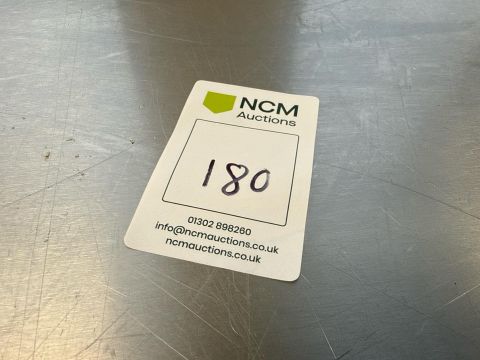 NCM
Auctions
180
01302 898260
info@ncmauctions.co.uk
ncmauctions.co.uk